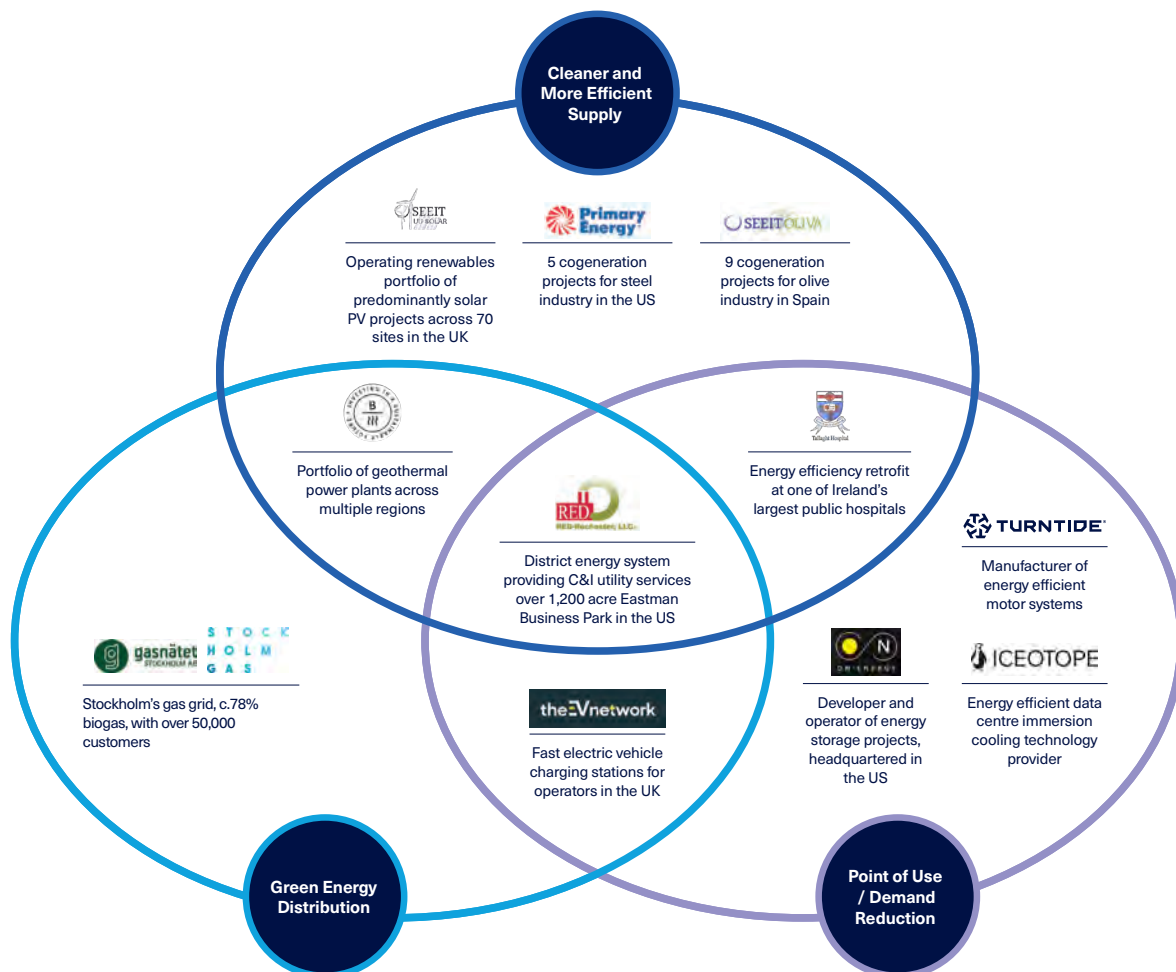 Cleaner and
More Efficient
Supply
SEEIT
Primary
Energy
SEEIT OLIVA
Operating renewables
portfolio of
predominantly solar
PV projects across 70
sites in the UK
5 cogeneration
projects for steel
industry in the US
9 cogeneration
projects for olive
industry in Spain
INVESTING IN A SUSTAINABLE FUTURE
B
Portfolio of geothermal
power plants across
multiple regions
Tallaght Hospital
Energy efficiency retrofit
at one of Ireland's
largest public hospitals
RED
RED-Rochester, LLC.
District energy system
providing C&I utility services
over 1,200 acre Eastman
Business Park in the US
TURNTIDE
Manufacturer of
energy efficient
motor systems
gasnätet
STOCKHOLM AB
STOCK
HOLM
GAS
Stockholm's gas grid, c.78%
biogas, with over 50,000
customers
theEVnetwork
Fast electric vehicle
charging stations for
operators in the UK
ON
Developer and
operator of energy
storage projects,
headquartered in
the US
ICEOTOPE
Energy efficient data
centre immersion
cooling technology
provider
Green Energy
Distribution
Point of Use
/ Demand
Reduction